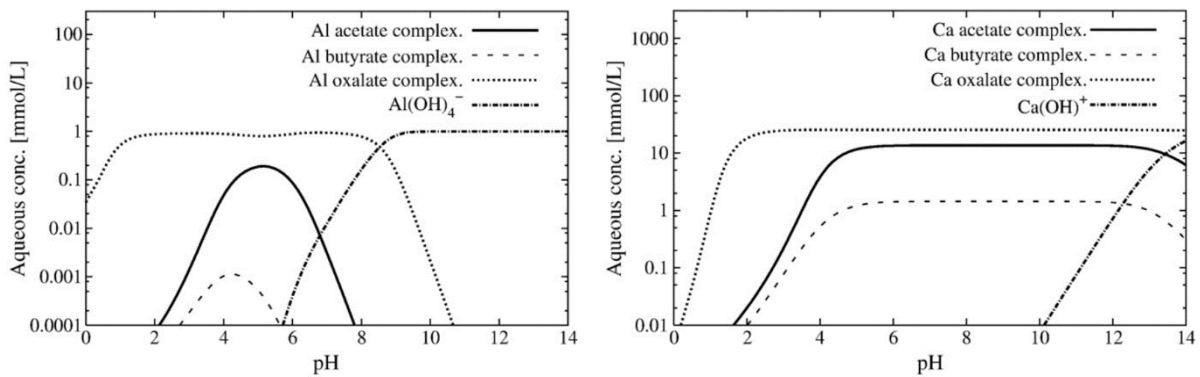 Aqueous conc. [mmol/L]
100
10
1
0.1
0.01
0.001
0.0001
Al acetate complex.
Al butyrate complex.
Al oxalate complex.
Al(OH)₄⁻
0 2 4 6 8 10 12 14
pH
Aqueous conc. [mmol/L]
1000
100
10
1
0.1
0.01
Ca acetate complex.
Ca butyrate complex.
Ca oxalate complex.
Ca(OH)⁺
0 2 4 6 8 10 12 14
pH